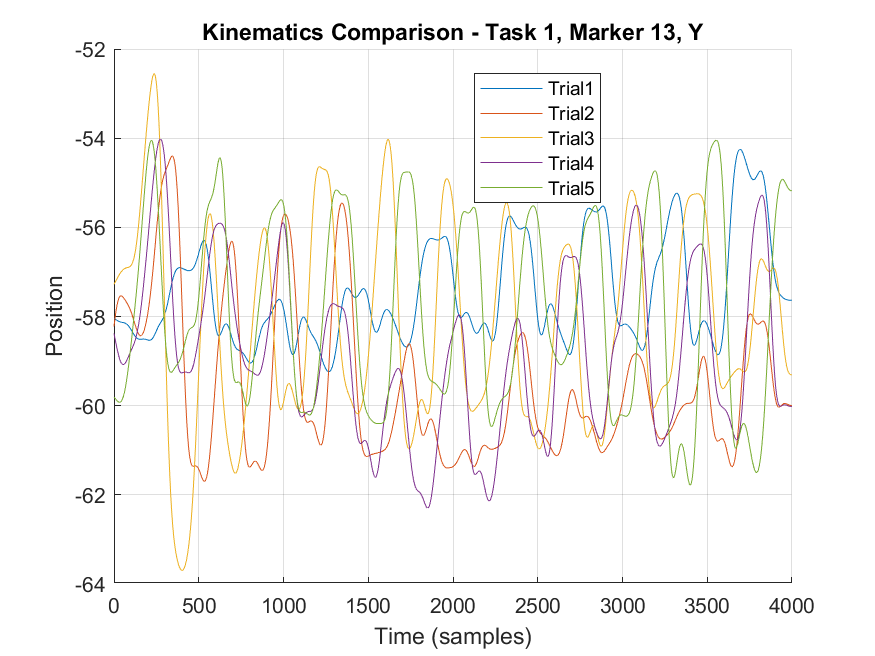 Kinematics Comparison - Task 1, Marker 13, Y
-52
-54
-56
-58
-60
-62
-64
Position
Trial1
Trial2
Trial3
Trial4
Trial5
0 500 1000 1500 2000 2500 3000 3500 4000
Time (samples)